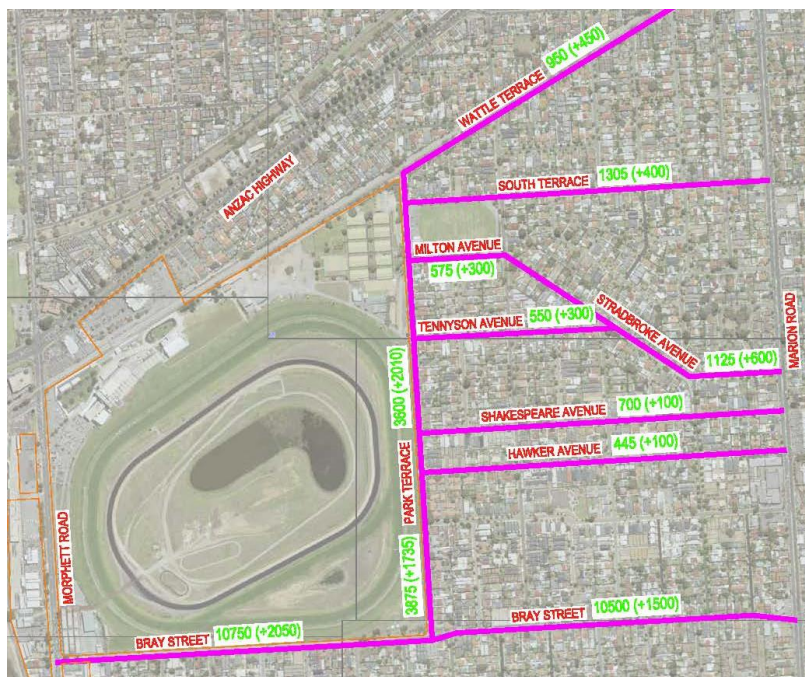 WATTLE TERRACE 950 (+450)
ANZAC HIGHWAY
SOUTH TERRACE 1305 (+400)
MILTON AVENUE
575 (+300)
TENNYSON AVENUE 550 (+300)
STRADBROKE AVENUE
1125 (+600)
MARION ROAD
3600 (+2010)
SHAKESPEARE AVENUE 700 (+100)
HAWKER AVENUE 445 (+100)
PARK TERRACE
MORPHETT ROAD
3875 (+1735)
BRAY STREET 10750 (+2050)
BRAY STREET 10500 (+1500)